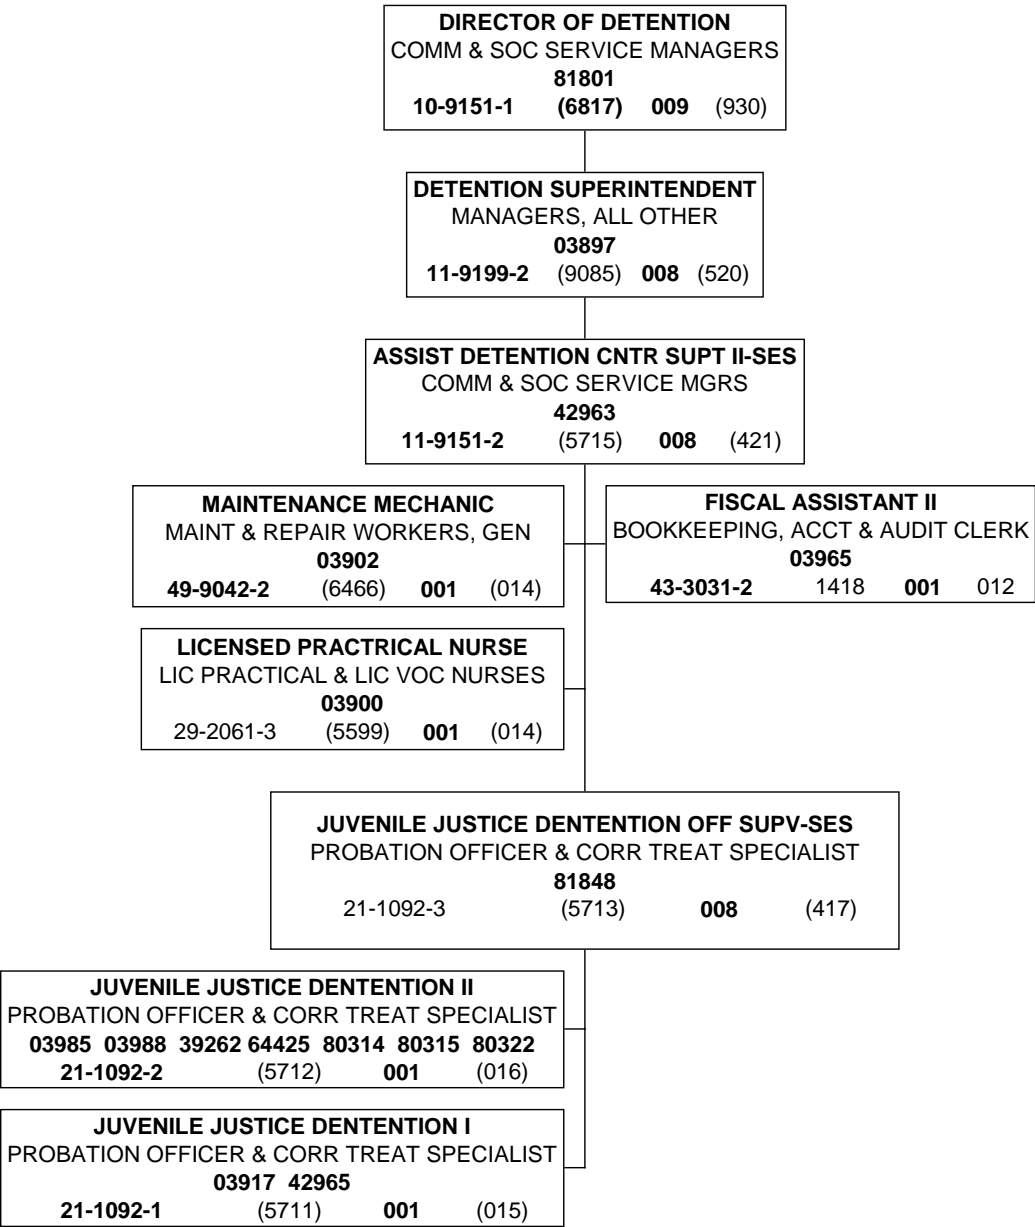 DIRECTOR OF DETENTION
COMM & SOC SERVICE MANAGERS
81801
10-9151-1 (6817) 009 (930)
DETENTION SUPERINTENDENT
MANAGERS, ALL OTHER
03897
11-9199-2 (9085) 008 (520)
ASSIST DETENTION CNTR SUPT II-SES
COMM & SOC SERVICE MGRS
42963
11-9151-2 (5715) 008 (421)
MAINTENANCE MECHANIC
MAINT & REPAIR WORKERS, GEN
03902
49-9042-2 (6466) 001 (014)
FISCAL ASSISTANT II
BOOKKEEPING, ACCT & AUDIT CLERK
03965
43-3031-2 1418 001 012
LICENSED PRACTRICAL NURSE
LIC PRACTICAL & LIC VOC NURSES
03900
29-2061-3 (5599) 001 (014)
JUVENILE JUSTICE DENTENTION OFF SUPV-SES
PROBATION OFFICER & CORR TREAT SPECIALIST
81848
21-1092-3 (5713) 008 (417)
JUVENILE JUSTICE DENTENTION II
PROBATION OFFICER & CORR TREAT SPECIALIST
03985 03988 39262 64425 80314 80315 80322
21-1092-2 (5712) 001 (016)
JUVENILE JUSTICE DENTENTION I
PROBATION OFFICER & CORR TREAT SPECIALIST
03917 42965
21-1092-1 (5711) 001 (015)